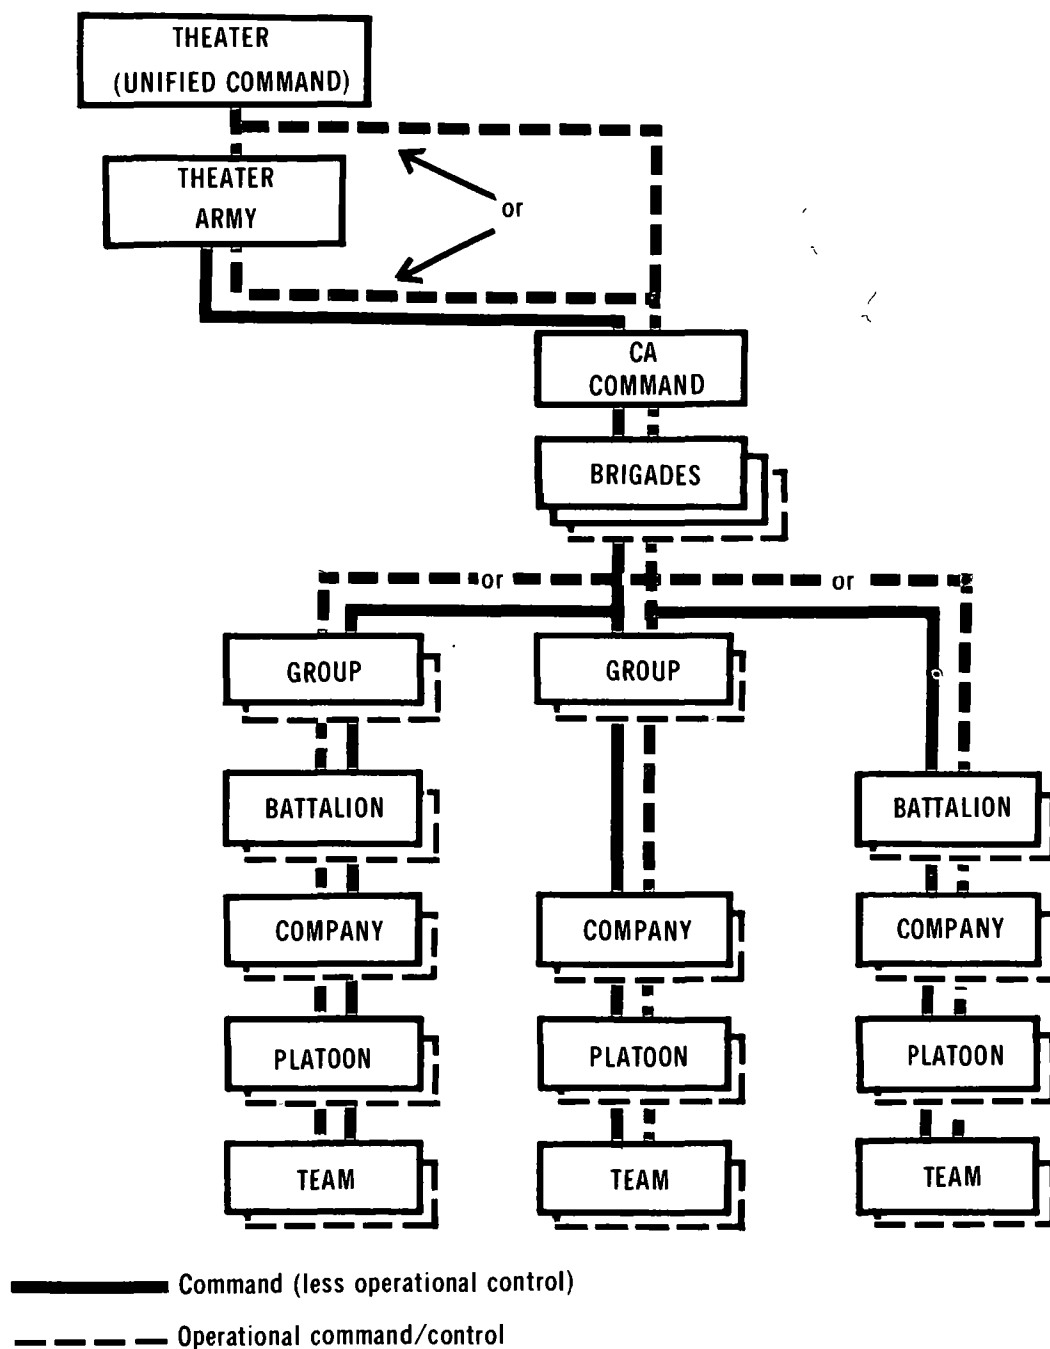 THEATER
(UNIFIED COMMAND)
THEATER
ARMY
or
CA
COMMAND
BRIGADES
or
or
GROUP
GROUP
BATTALION
BATTALION
COMPANY
COMPANY
COMPANY
PLATOON
PLATOON
PLATOON
TEAM
TEAM
TEAM
Command (less operational control)
Operational command/control